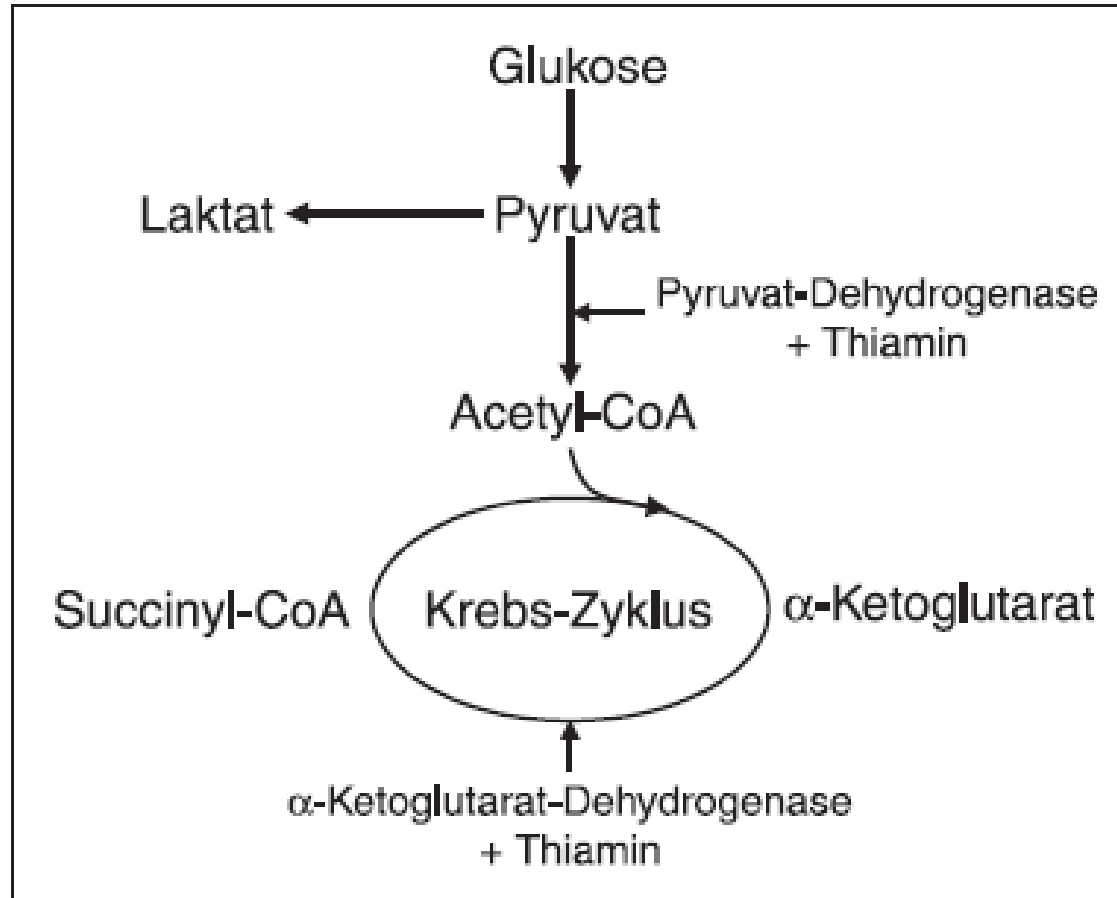 Glukose
Laktat
Pyruvat
Pyruvat-Dehydrogenase
+ Thiamin
Acetyl-CoA
Succinyl-CoA
Krebs-Zyklus
α-Ketoglutarat
α-Ketoglutarat-Dehydrogenase
+ Thiamin